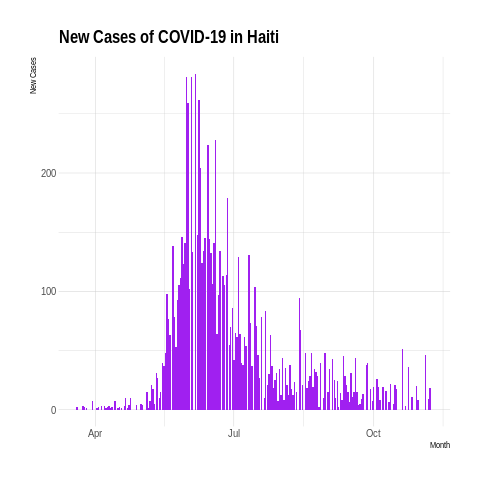 New Cases of COVID-19 in Haiti
New Cases
200
100
0
Apr
Jul
Oct
Month